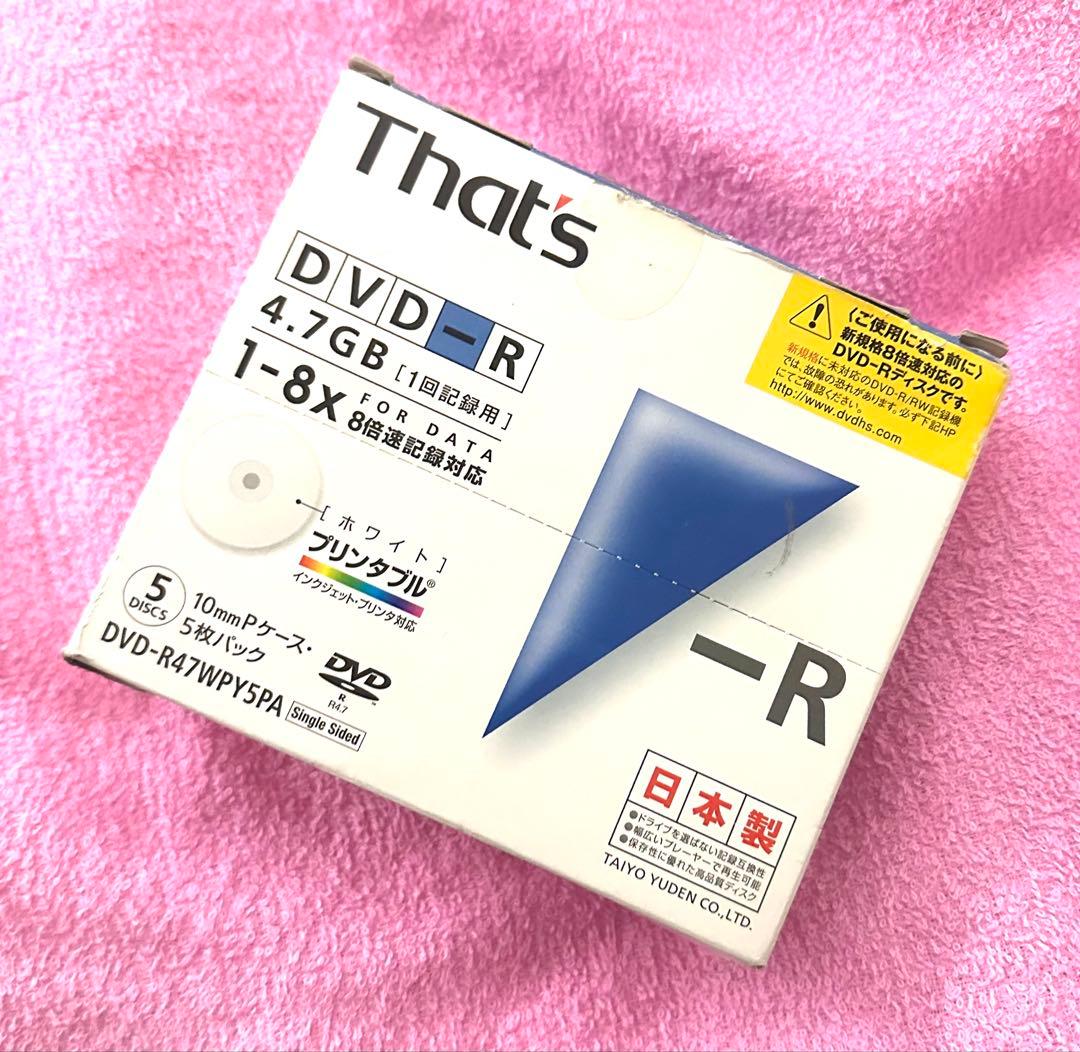 That's
DVD-R
4.7GB [1回記録用]
1-8X FOR DATA
8倍速記録対応
[ホワイト]
プリンタブル®
インクジェット・プリンタ対応
5 DISCS
10mmPケース・
5枚パック
DVD-R47WPY5PA
DVD
R
R4.7
Single Sided
〈ご使用になる前に〉
新規格8倍速対応の
DVD-Rディスクです。
新規格に未対応のDVD-R/RW記録機
では、故障の恐れがあります。必ず下記HP
にてご確認ください。
http://www.dvdhs.com
-R
日本製
●ドライブを選ばない記録互換性
●幅広いプレーヤーで再生可能
●保存性に優れた高品質ディスク
TAIYO YUDEN CO.,LTD.